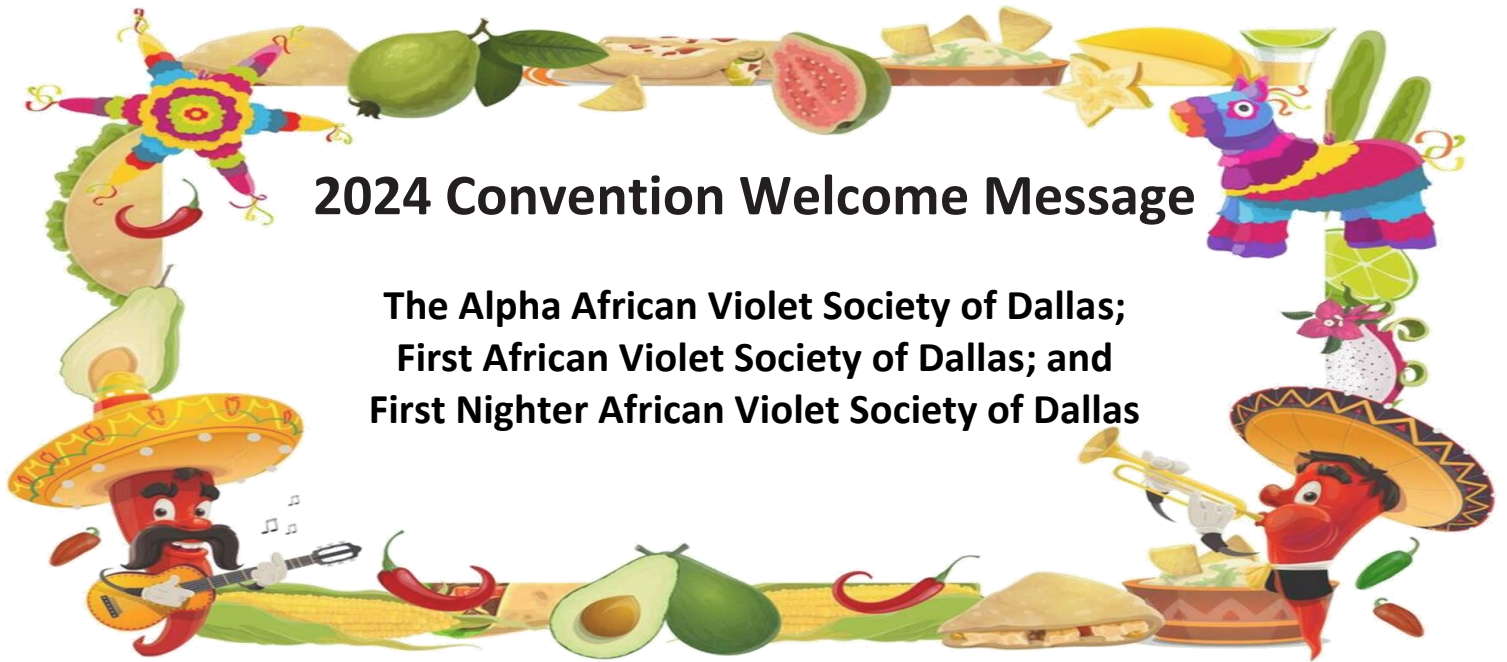 2024 Convention Welcome Message
The Alpha African Violet Society of Dallas;
First African Violet Society of Dallas; and
First Nighter African Violet Society of Dallas